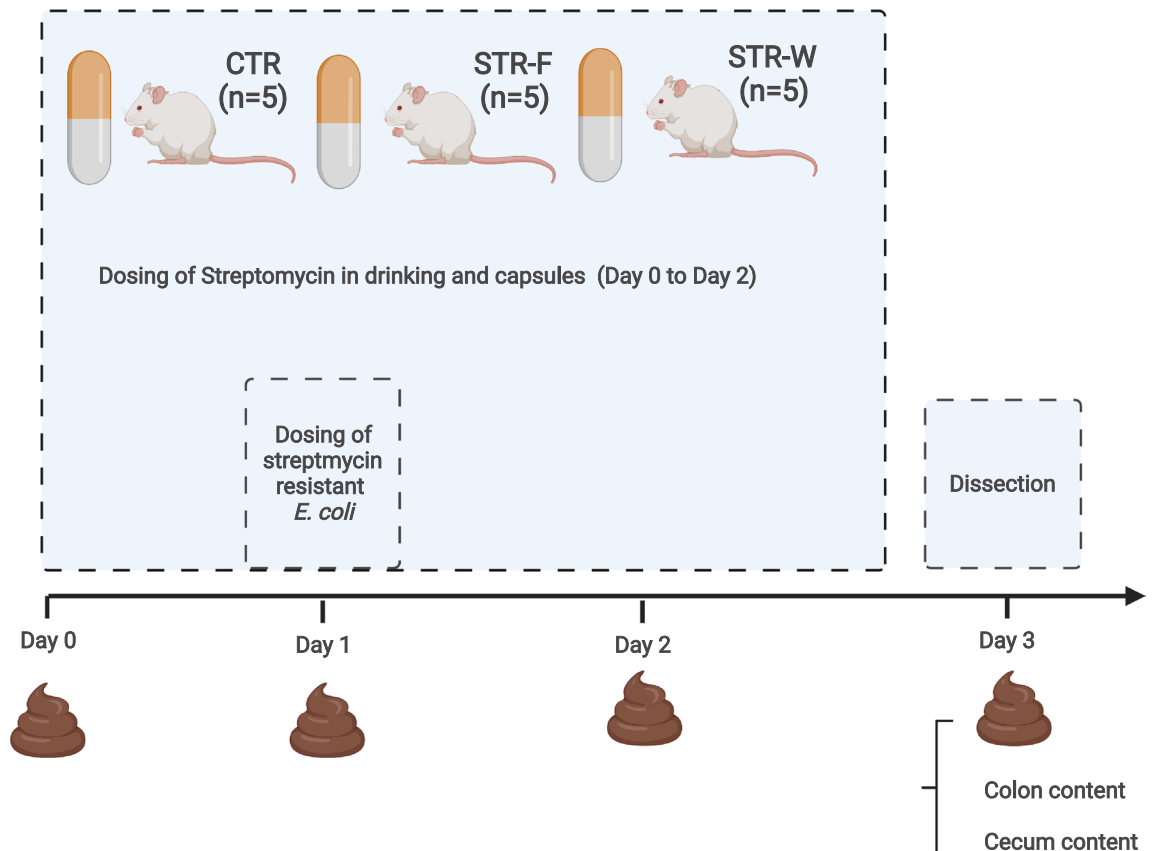 CTR
(n=5)
STR-F
(n=5)
STR-W
(n=5)
Dosing of Streptomycin in drinking and capsules (Day 0 to Day 2)
Dosing of
streptmycin
resistant
E. coli
Dissection
Day 0
Day 1
Day 2
Day 3
Colon content
Cecum content